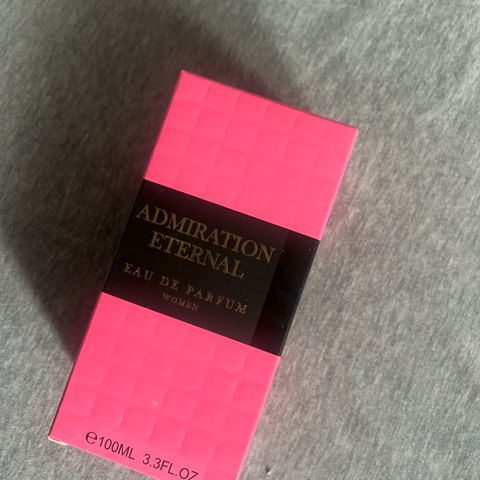 ADMIRATION
ETERNAL
EAU DE PARFUM
WOMEN
℮100ML 3.3FL.OZ